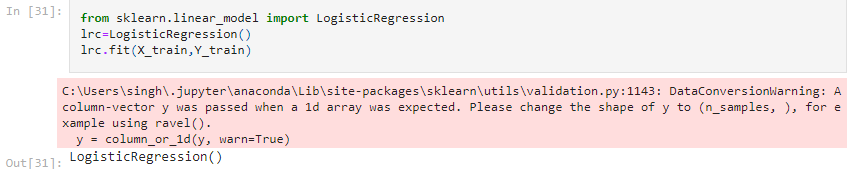 In [31]:
from sklearn.linear_model import LogisticRegression
lrc=LogisticRegression()
lrc.fit(X_train,Y_train)
C:\Users\singh\.jupyter\anaconda\Lib\site-packages\sklearn\utils\validation.py:1143: DataConversionWarning: A
column-vector y was passed when a 1d array was expected. Please change the shape of y to (n_samples, ), for e
xample using ravel().
y = column_or_1d(y, warn=True)
Out[31]: LogisticRegression()